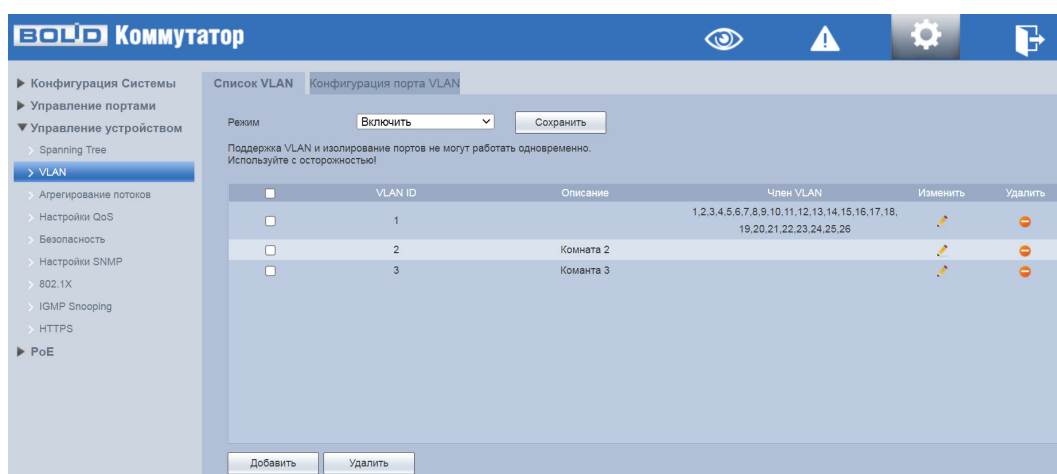 BOLID Коммутатор
Конфигурация Системы
Управление портами
Управление устройством
Spanning Tree
VLAN
Агрегирование потоков
Настройки QoS
Безопасность
Настройки SNMP
802.1X
IGMP Snooping
HTTPS
PoE
Список VLAN Конфигурация порта VLAN
Режим Включить Сохранить
Поддержка VLAN и изолирование портов не могут работать одновременно.
Используйте с осторожностью!
VLAN ID Описание Член VLAN Изменить Удалить
1 1,2,3,4,5,6,7,8,9,10,11,12,13,14,15,16,17,18,
19,20,21,22,23,24,25,26
2 Комната 2
3 Команта 3
Добавить Удалить